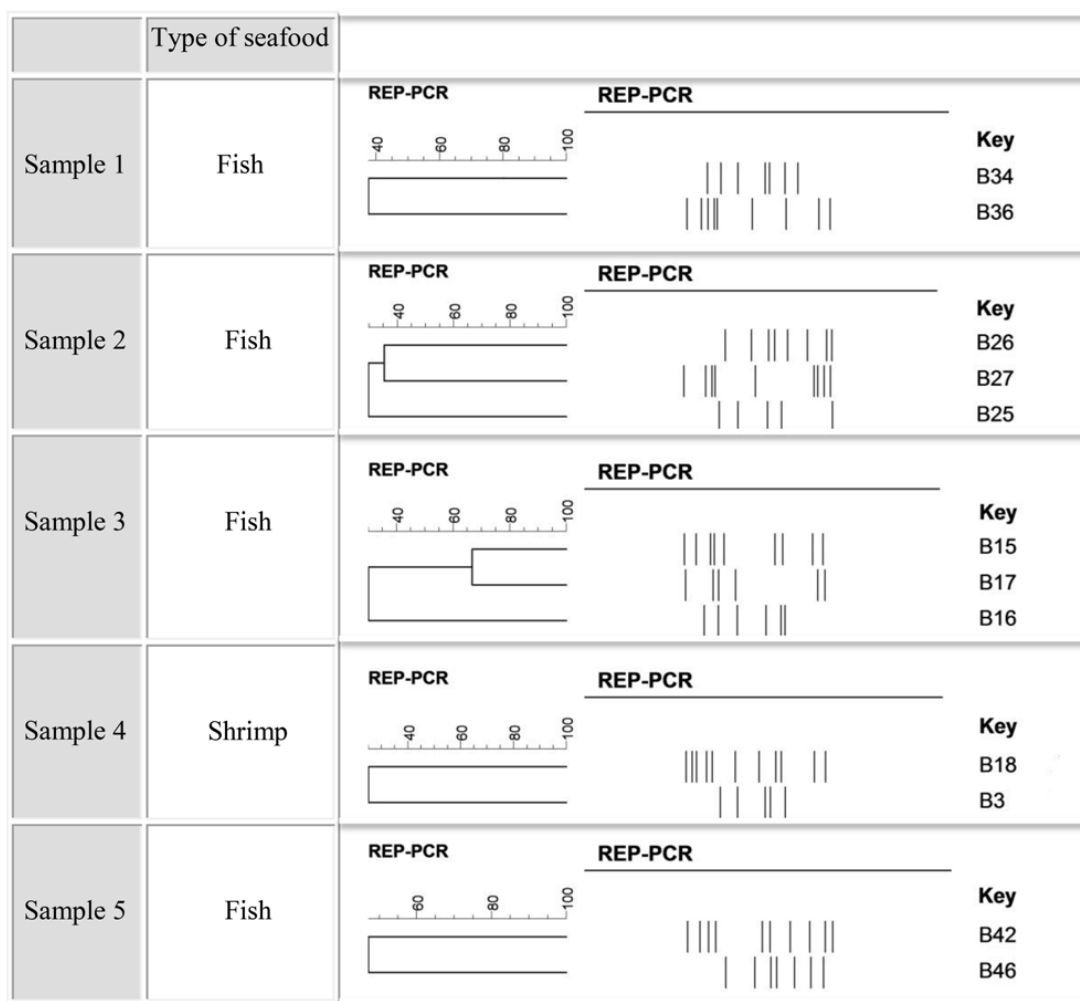 Type of seafood
Sample 1
Fish
REP-PCR
REP-PCR
40 60 80 100
Key
B34
B36
Sample 2
Fish
REP-PCR
REP-PCR
40 60 80 100
Key
B26
B27
B25
Sample 3
Fish
REP-PCR
REP-PCR
40 60 80 100
Key
B15
B17
B16
Sample 4
Shrimp
REP-PCR
REP-PCR
40 60 80 100
Key
B18
B3
Sample 5
Fish
REP-PCR
REP-PCR
60 80 100
Key
B42
B46